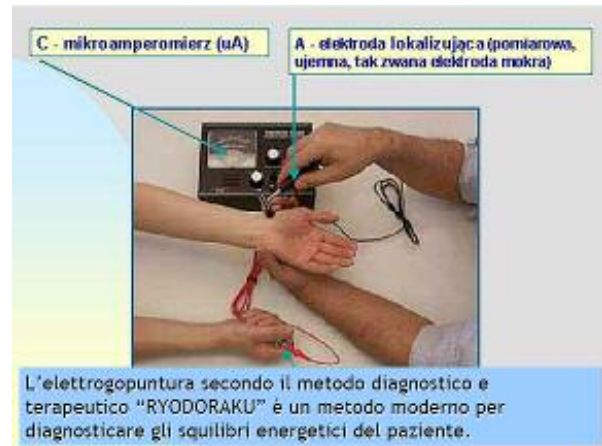 C - mikroamperomierz (uA)
A - elektroda lokalizująca (pomiarowa,
ujemna, tak zwana elektroda mokra)
L'elettrogopuntura secondo il metodo diagnostico e
terapeutico "RYODORAKU" è un metodo moderno per
diagnosticare gli squilibri energetici del paziente.